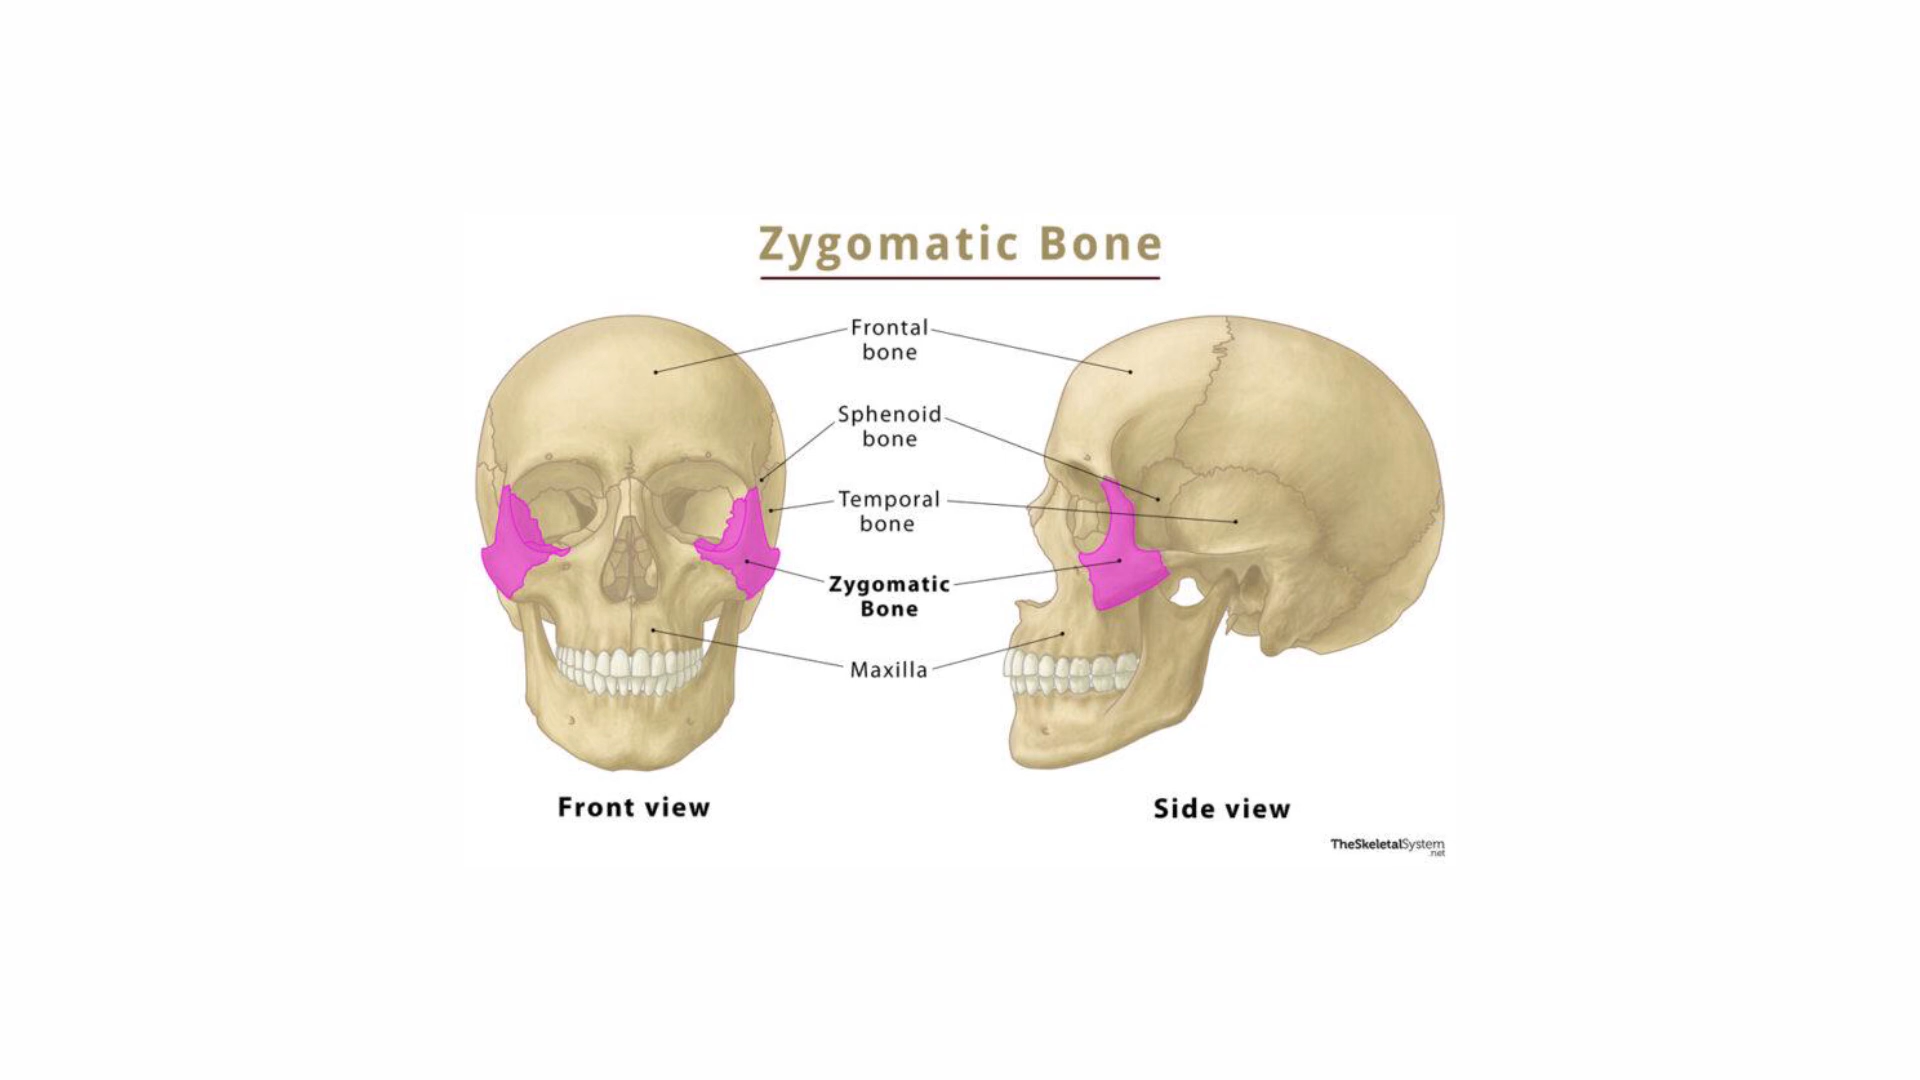 Zygomatic Bone
Frontal
bone
Sphenoid
bone
Temporal
bone
Zygomatic
Bone
Maxilla
Front view
Side view
TheSkeletalSystem
.net